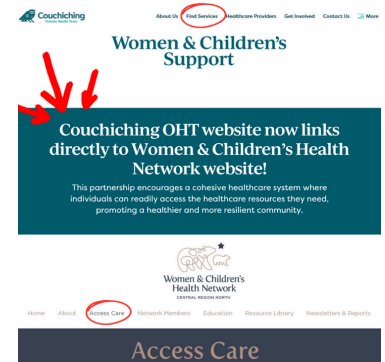 Couchiching
Ontario Health Team
About Us Find Services Healthcare Providers Get Involved Contact Us More
Women & Children's
Support
Couchiching OHT website now links
directly to Women & Children's Health
Network website!
This partnership encourages a cohesive healthcare system where
individuals can readily access the healthcare resources they need,
promoting a healthier and more resilient community.
Women & Children's
Health Network
CENTRAL REGION NORTH
Home About Access Care Network Members Education Resource Library Newsletters & Reports
Access Care